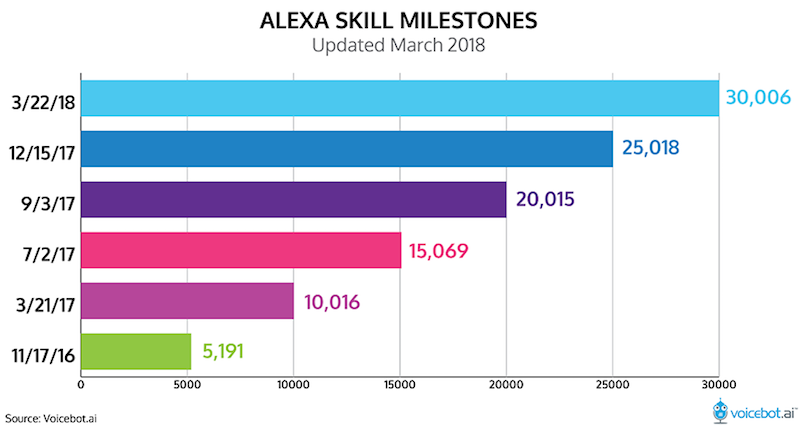 ALEXA SKILL MILESTONES
Updated March 2018
3/22/18 30,006
12/15/17 25,018
9/3/17 20,015
7/2/17 15,069
3/21/17 10,016
11/17/16 5,191
0 5000 10000 15000 20000 25000 30000
Source: Voicebot.ai
voicebot.ai™